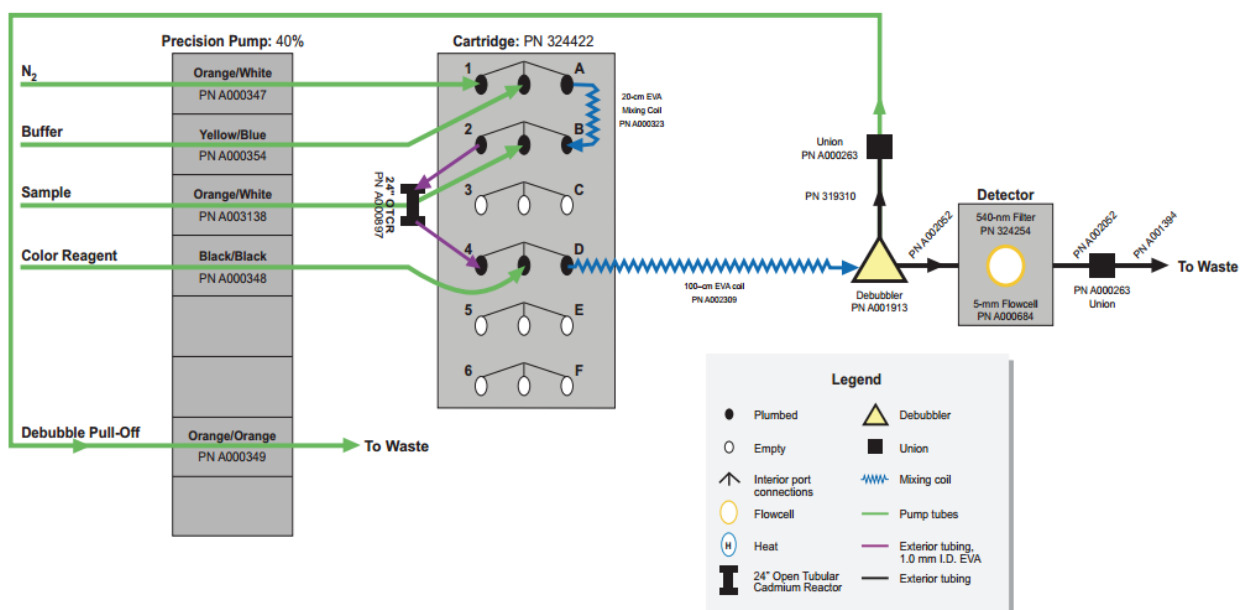 Precision Pump: 40%
Cartridge: PN 324422
N2
Orange/White
PN A000347
Buffer
Yellow/Blue
PN A000354
Sample
Orange/White
PN A003138
Color Reagent
Black/Black
PN A000348
Debubble Pull-Off
Orange/Orange
PN A000349
To Waste
1
A
2
B
3
C
4
D
5
E
6
F
20-cm EVA
Mixing Coil
PN A000323
24" OTCR
PN A000897
100–cm EVA coil
PN A002309
Union
PN A000263
PN 319310
Debubbler
PN A001913
PN A002052
Detector
540-nm Filter
PN 324254
5-mm Flowcell
PN A000684
PN A002052
PN A001394
PN A000263
Union
To Waste
Legend
Plumbed
Empty
Interior port
connections
Flowcell
H
Heat
24" Open Tubular
Cadmium Reactor
Debubbler
Union
Mixing coil
Pump tubes
Exterior tubing,
1.0 mm I.D. EVA
Exterior tubing